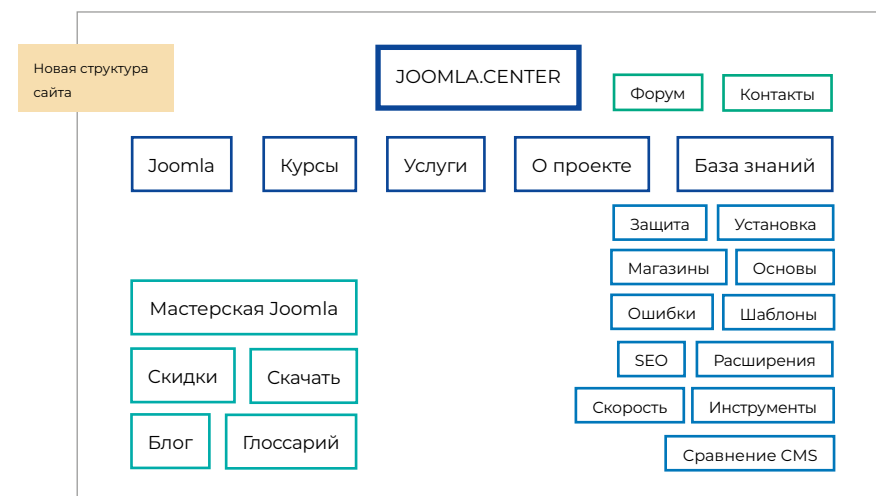 Новая структура
сайта
JOOMLA.CENTER
Форум
Контакты
Joomla
Курсы
Услуги
О проекте
База знаний
Защита
Установка
Магазины
Основы
Мастерская Joomla
Ошибки
Шаблоны
SEO
Расширения
Скидки
Скачать
Скорость
Инструменты
Блог
Глоссарий
Сравнение CMS